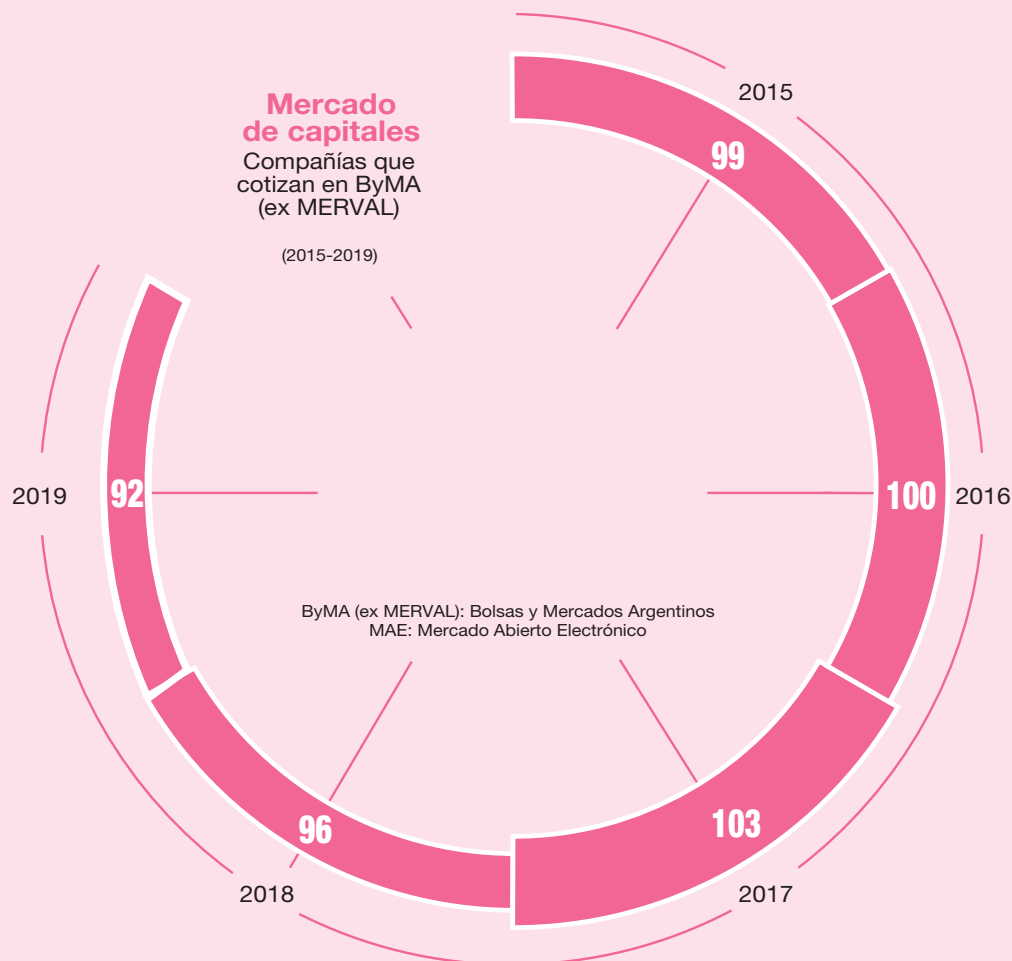 Mercado
de capitales
Compañías que
cotizan en ByMA
(ex MERVAL)
(2015-2019)
2015
99
2016
100
2017
103
2018
96
2019
92
ByMA (ex MERVAL): Bolsas y Mercados Argentinos
MAE: Mercado Abierto Electrónico